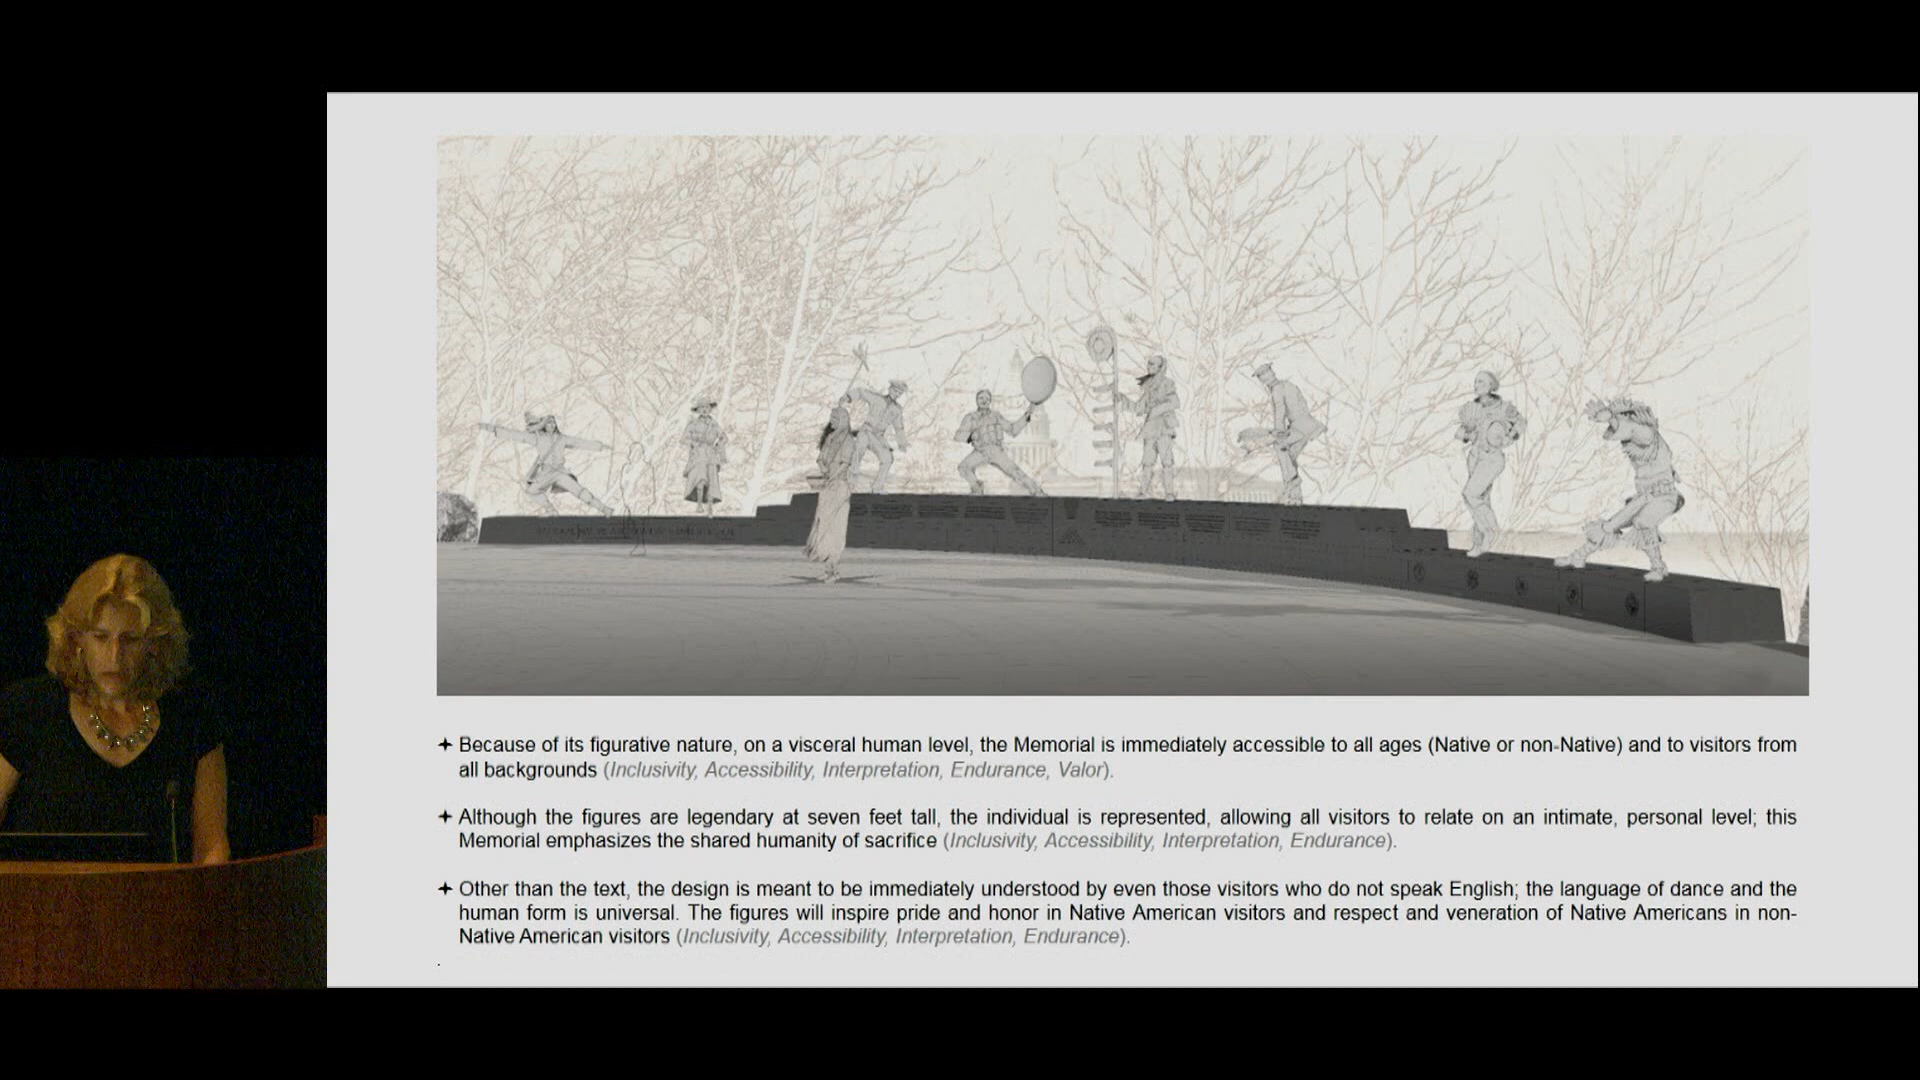 Because of its figurative nature, on a visceral human level, the Memorial is immediately accessible to all ages (Native or non-Native) and to visitors from
all backgrounds (Inclusivity, Accessibility, Interpretation, Endurance, Valor).
Although the figures are legendary at seven feet tall, the individual is represented, allowing all visitors to relate on an intimate, personal level; this
Memorial emphasizes the shared humanity of sacrifice (Inclusivity, Accessibility, Interpretation, Endurance).
Other than the text, the design is meant to be immediately understood by even those visitors who do not speak English; the language of dance and the
human form is universal. The figures will inspire pride and honor in Native American visitors and respect and veneration of Native Americans in non-
Native American visitors (Inclusivity, Accessibility, Interpretation, Endurance).